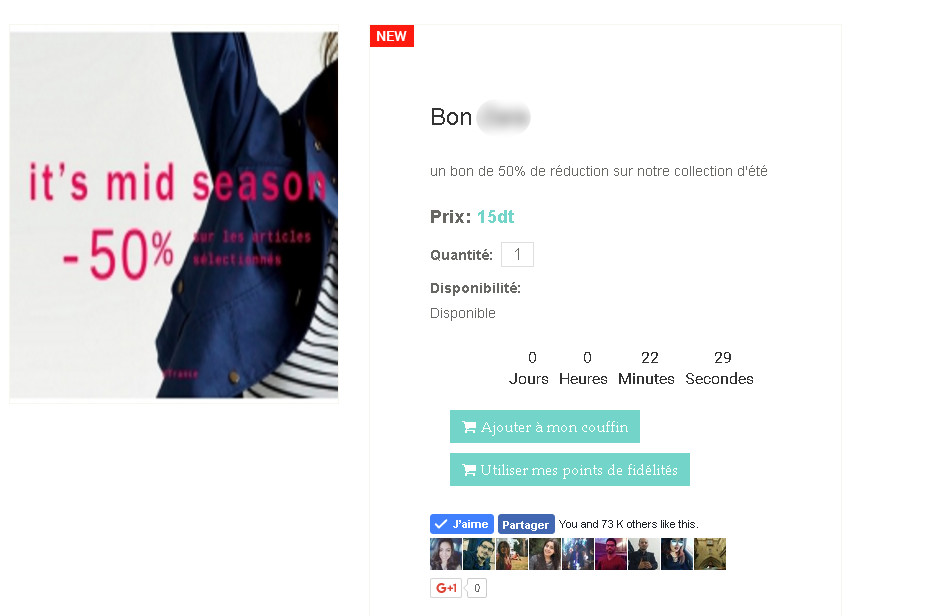 it's mid season
-50% sur les articles
sélectionnés
NEW
Bon
un bon de 50% de réduction sur notre collection d'été
Prix: 15dt
Quantité: 1
Disponibilité:
Disponible
0 0 22 29
Jours Heures Minutes Secondes
Ajouter à mon couffin
Utiliser mes points de fidélités
J'aime Partager You and 73 K others like this.
G+1 0